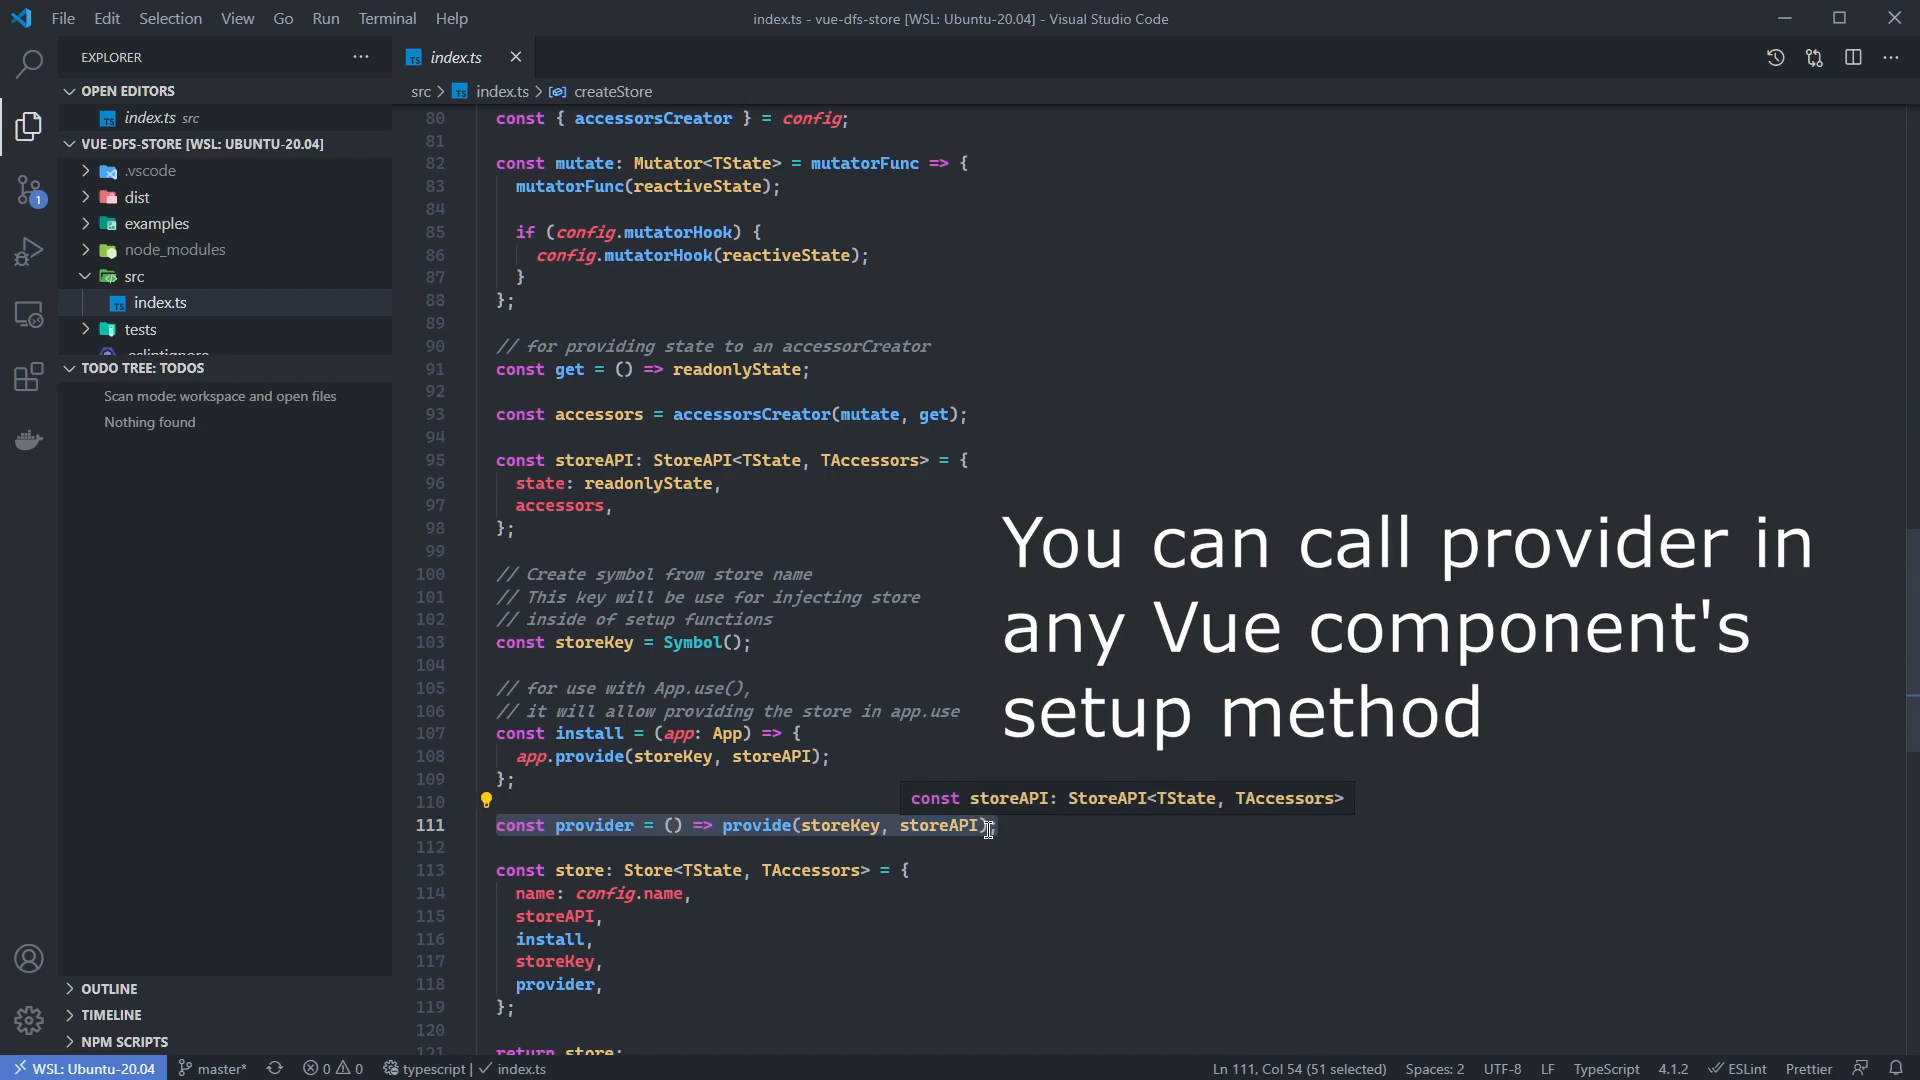 File Edit Selection View Go Run Terminal Help
index.ts - vue-dfs-store [WSL: Ubuntu-20.04] - Visual Studio Code
EXPLORER
OPEN EDITORS
TS index.ts src
VUE-DFS-STORE [WSL: UBUNTU-20.04]
.vscode
dist
examples
node_modules
src
TS index.ts
tests
.eslintignore
TODO TREE: TODOS
Scan mode: workspace and open files
Nothing found
OUTLINE
TIMELINE
NPM SCRIPTS
1
TS index.ts
src > TS index.ts > createStore
80 const { accessorsCreator } = config;
81
82 const mutate: Mutator<TState> = mutatorFunc => {
83 mutatorFunc(reactiveState);
84
85 if (config.mutatorHook) {
86 config.mutatorHook(reactiveState);
87 }
88 };
89
90 // for providing state to an accessorCreator
91 const get = () => readonlyState;
92
93 const accessors = accessorsCreator(mutate, get);
94
95 const storeAPI: StoreAPI<TState, TAccessors> = {
96 state: readonlyState,
97 accessors,
98 };
99
100 // Create symbol from store name
101 // This key will be use for injecting store
102 // inside of setup functions
103 const storeKey = Symbol();
104
105 // for use with App.use(),
106 // it will allow providing the store in app.use
107 const install = (app: App) => {
108 app.provide(storeKey, storeAPI);
109 };
110
const storeAPI: StoreAPI<TState, TAccessors>
111 const provider = () => provide(storeKey, storeAPI);
112
113 const store: Store<TState, TAccessors> = {
114 name: config.name,
115 storeAPI,
116 install,
117 storeKey,
118 provider,
119 };
120
121 return store;
You can call provider in
any Vue component's
setup method
WSL: Ubuntu-20.04 master* 0 0 typescript | index.ts
Ln 111, Col 54 (51 selected) Spaces: 2 UTF-8 LF TypeScript 4.1.2 ESLint Prettier